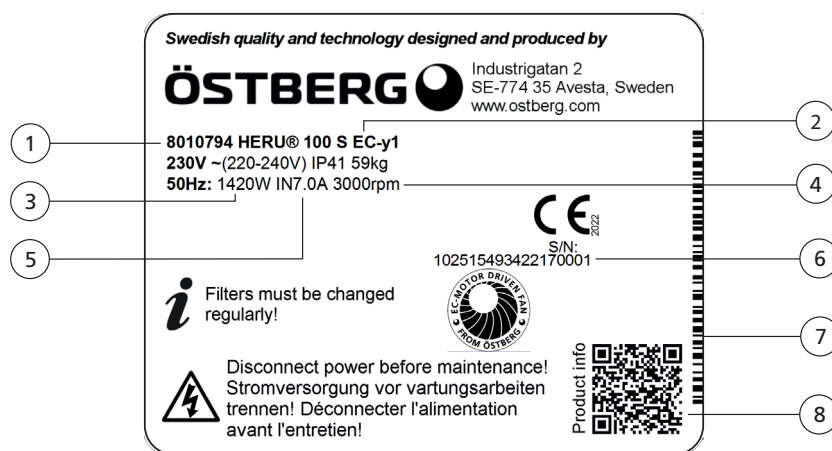 Swedish quality and technology designed and produced by
ÖSTBERG
Industrigatan 2
SE-774 35 Avesta, Sweden
www.ostberg.com
1
2
8010794 HERU® 100 S EC-y1
230V ~(220-240V) IP41 59kg
50Hz: 1420W IN7.0A 3000rpm
3
4
5
CE
2022
S/N:
102515493422170001
6
EC-MOTOR DRIVEN FAN
FROM ÖSTBERG
i
Filters must be changed
regularly!
7
Disconnect power before maintenance!
Stromversorgung vor vartungsarbeiten
trennen! Déconnecter l'alimentation
avant l'entretien!
Product info
8